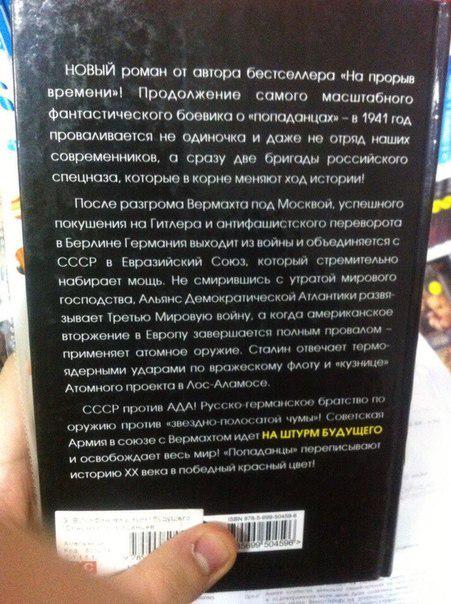 НОВЫЙ роман от автора бестселлера «На прорыв
времени»! Продолжение самого масштабного
фантастического боевика о «попаданцах» – в 1941 год
проваливается не одиночка и даже не отряд наших
современников, а сразу две бригады российского
спецназа, которые в корне меняют ход истории!
После разгрома Вермахта под Москвой, успешного
покушения на Гитлера и антифашистского переворота
в Берлине Германия выходит из войны и объединяется с
СССР в Евразийский Союз, который стремительно
набирает мощь. Не смирившись с утратой мирового
господства, Альянс Демократической Атлантики развя-
зывает Третью Мировую войну, а когда американское
вторжение в Европу завершается полным провалом –
применяет атомное оружие. Сталин отвечает термо-
ядерными ударами по вражескому флоту и «кузнице»
Атомного проекта в Лос-Аламосе.
СССР против АДА! Русско-германское братство по
оружию против «звездно-полосатой чумы»! Советская
Армия в союзе с Вермахтом идет НА ШТУРМ БУДУЩЕГО
и освобождает весь мир! «Попаданцы» переписывают
историю XX века в победный красный цвет!
ISBN 978-5-699-50459-6